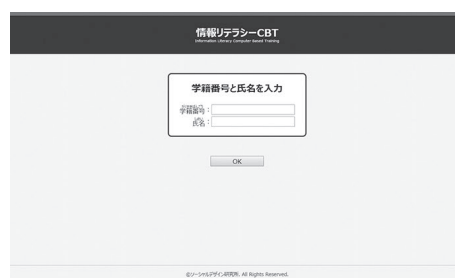 情報リテラシーCBT
Information Literacy Computer Based Training
学籍番号と氏名を入力
学籍番号：
氏名：
OK
©ソーシャルデザイン研究所. All Rights Reserved.